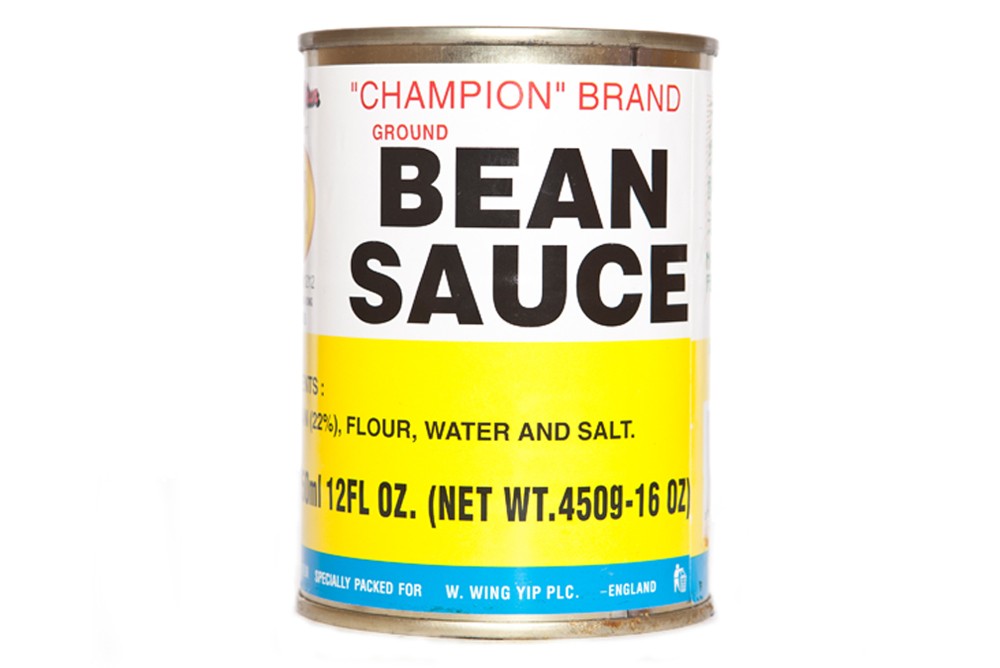 "CHAMPION" BRAND
GROUND
BEAN
SAUCE
(22%), FLOUR, WATER AND SALT.
12FL OZ. (NET WT.450g-16 OZ)
SPECIALLY PACKED FOR W. WING YIP PLC. -ENGLAND